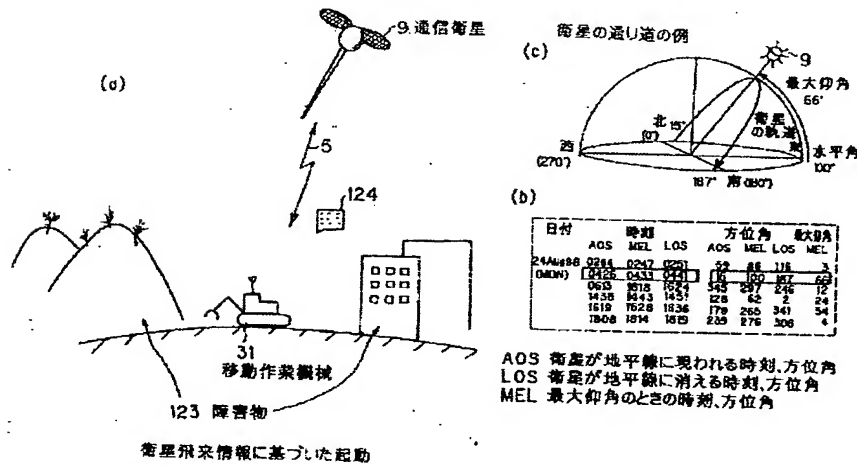 (a)
9.通信衛星
5
124
31
移動作業機械
123 障害物
衛星飛来情報に基づいた起動
(c)
衛星の通り道の例
9
最大仰角
66°
衛星の軌道
北 15°
(0°)
西
(270°)
水平角
100°
187° 南(180°)
(b)
日付 時刻 方位角 最大仰角
AOS MEL LOS AOS MEL LOS MEL
0247 0251 3
(MON) 0426 0433 0441 16 100 187 66
0613 1618 1624 345 297 246 12
1438 1443 1451 128 62 2 24
1619 1628 1636 179 265 341 54
1808 1814 1819 239 276 308 4
AOS 衛星が地平線に現われる時刻、方位角
LOS 衛星が地平線に消える時刻、方位角
MEL 最大仰角のときの時刻、方位角